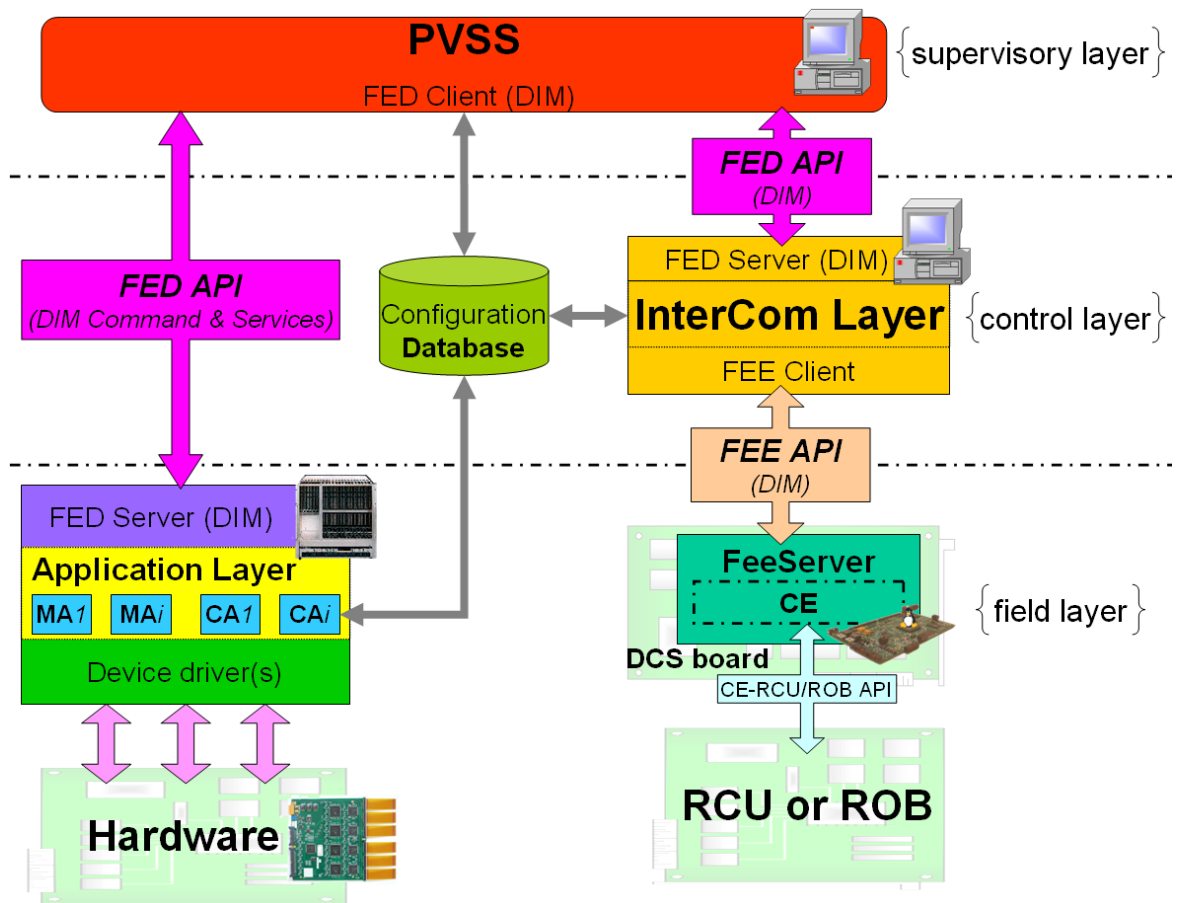 PVSS
FED Client (DIM)
{supervisory layer}
FED API
(DIM)
FED API
(DIM Command & Services)
Configuration
Database
FED Server (DIM)
InterCom Layer
FEE Client
{control layer}
FEE API
(DIM)
FED Server (DIM)
Application Layer
MA1 MAi CA1 CAi
Device driver(s)
Hardware
FeeServer
CE
DCS board
{field layer}
CE-RCU/ROB API
RCU or ROB